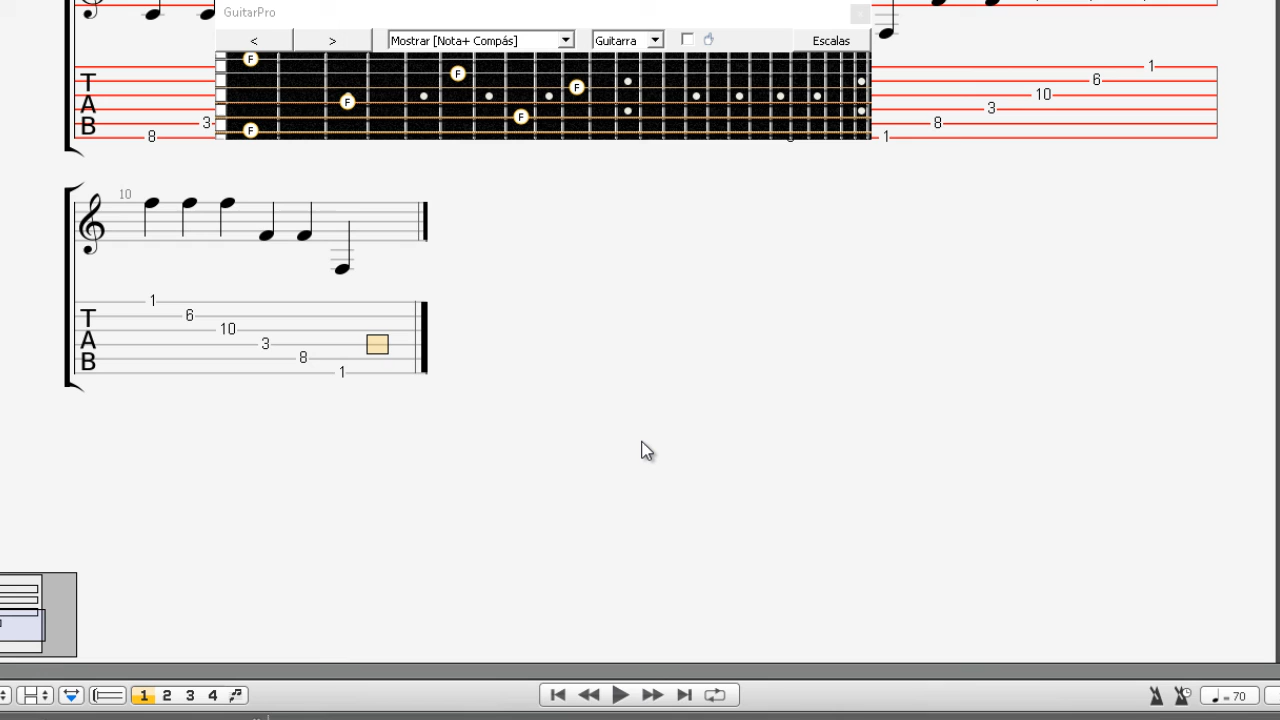 GuitarPro
< > Mostrar [Nota+ Compás] Guitarra Escalas
F
F
F
F
F
F
T
A
B
8 3
1 8 3 10 6 1
10
T
A
B
1 6 10 3 8 1
1 2 3 4
= 70